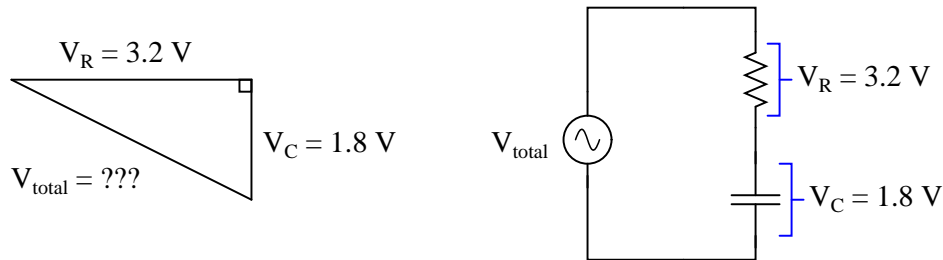 V_R = 3.2 V
V_C = 1.8 V
V_total = ???
V_total
V_R = 3.2 V
V_C = 1.8 V